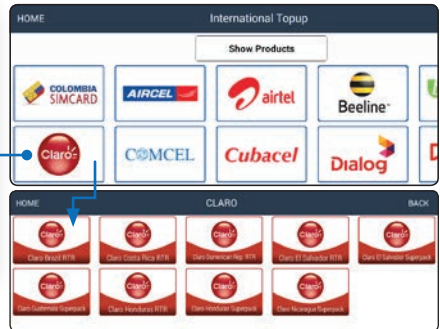 HOME International Topup
Show Products
COLOMBIA SIMCARD AIRCEL airtel Beeline
Claro COMCEL Cubacel Dialog D
HOME CLARO BACK
Claro Claro Claro Claro Claro
Claro Brazil RTR Claro Costa Rica RTR Claro Dominican Rep. RTR Claro El Salvador RTR Claro El Salvador Superpack
Claro Claro Claro Claro
Claro Guatemala Superpack Claro Honduras RTR Claro Honduras Superpack Claro Nicaragua Superpack